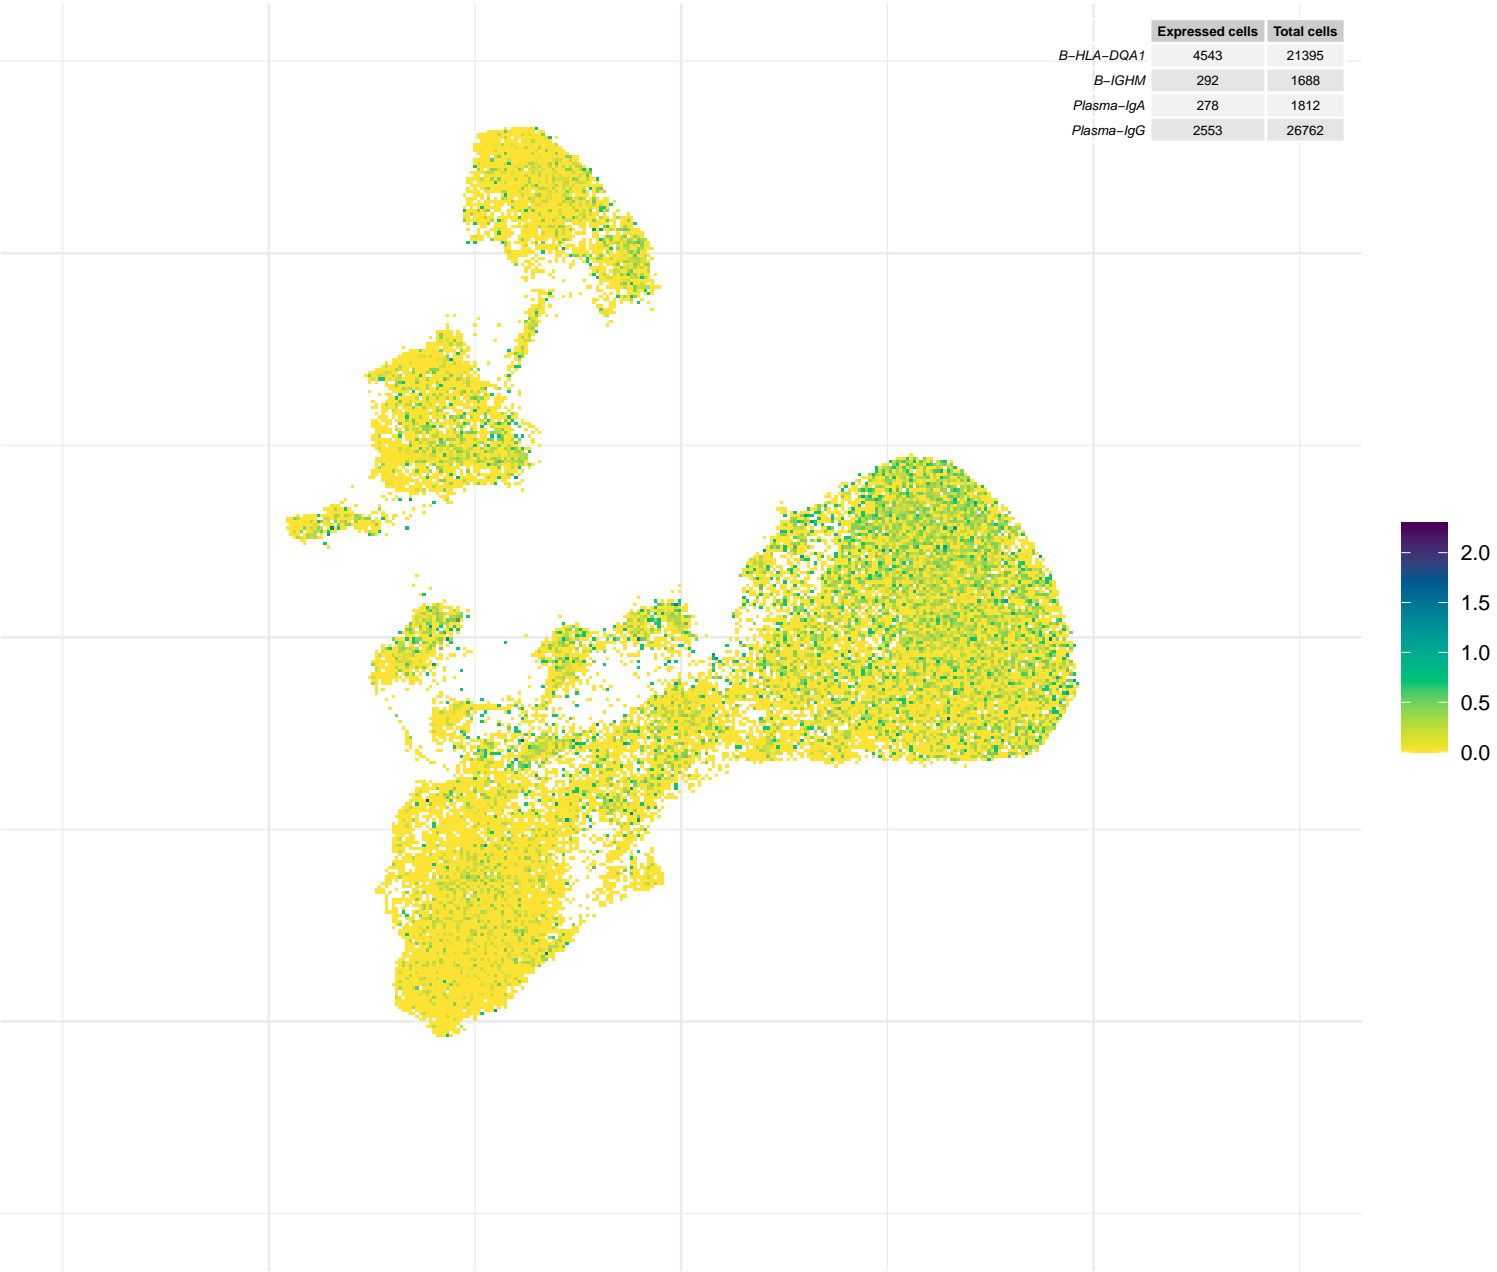 Expressed cells Total cells
B−HLA−DQA1 4543 21395
B−IGHM 292 1688
Plasma−IgA 278 1812
Plasma−IgG 2553 26762
2.0
1.5
1.0
0.5
0.0